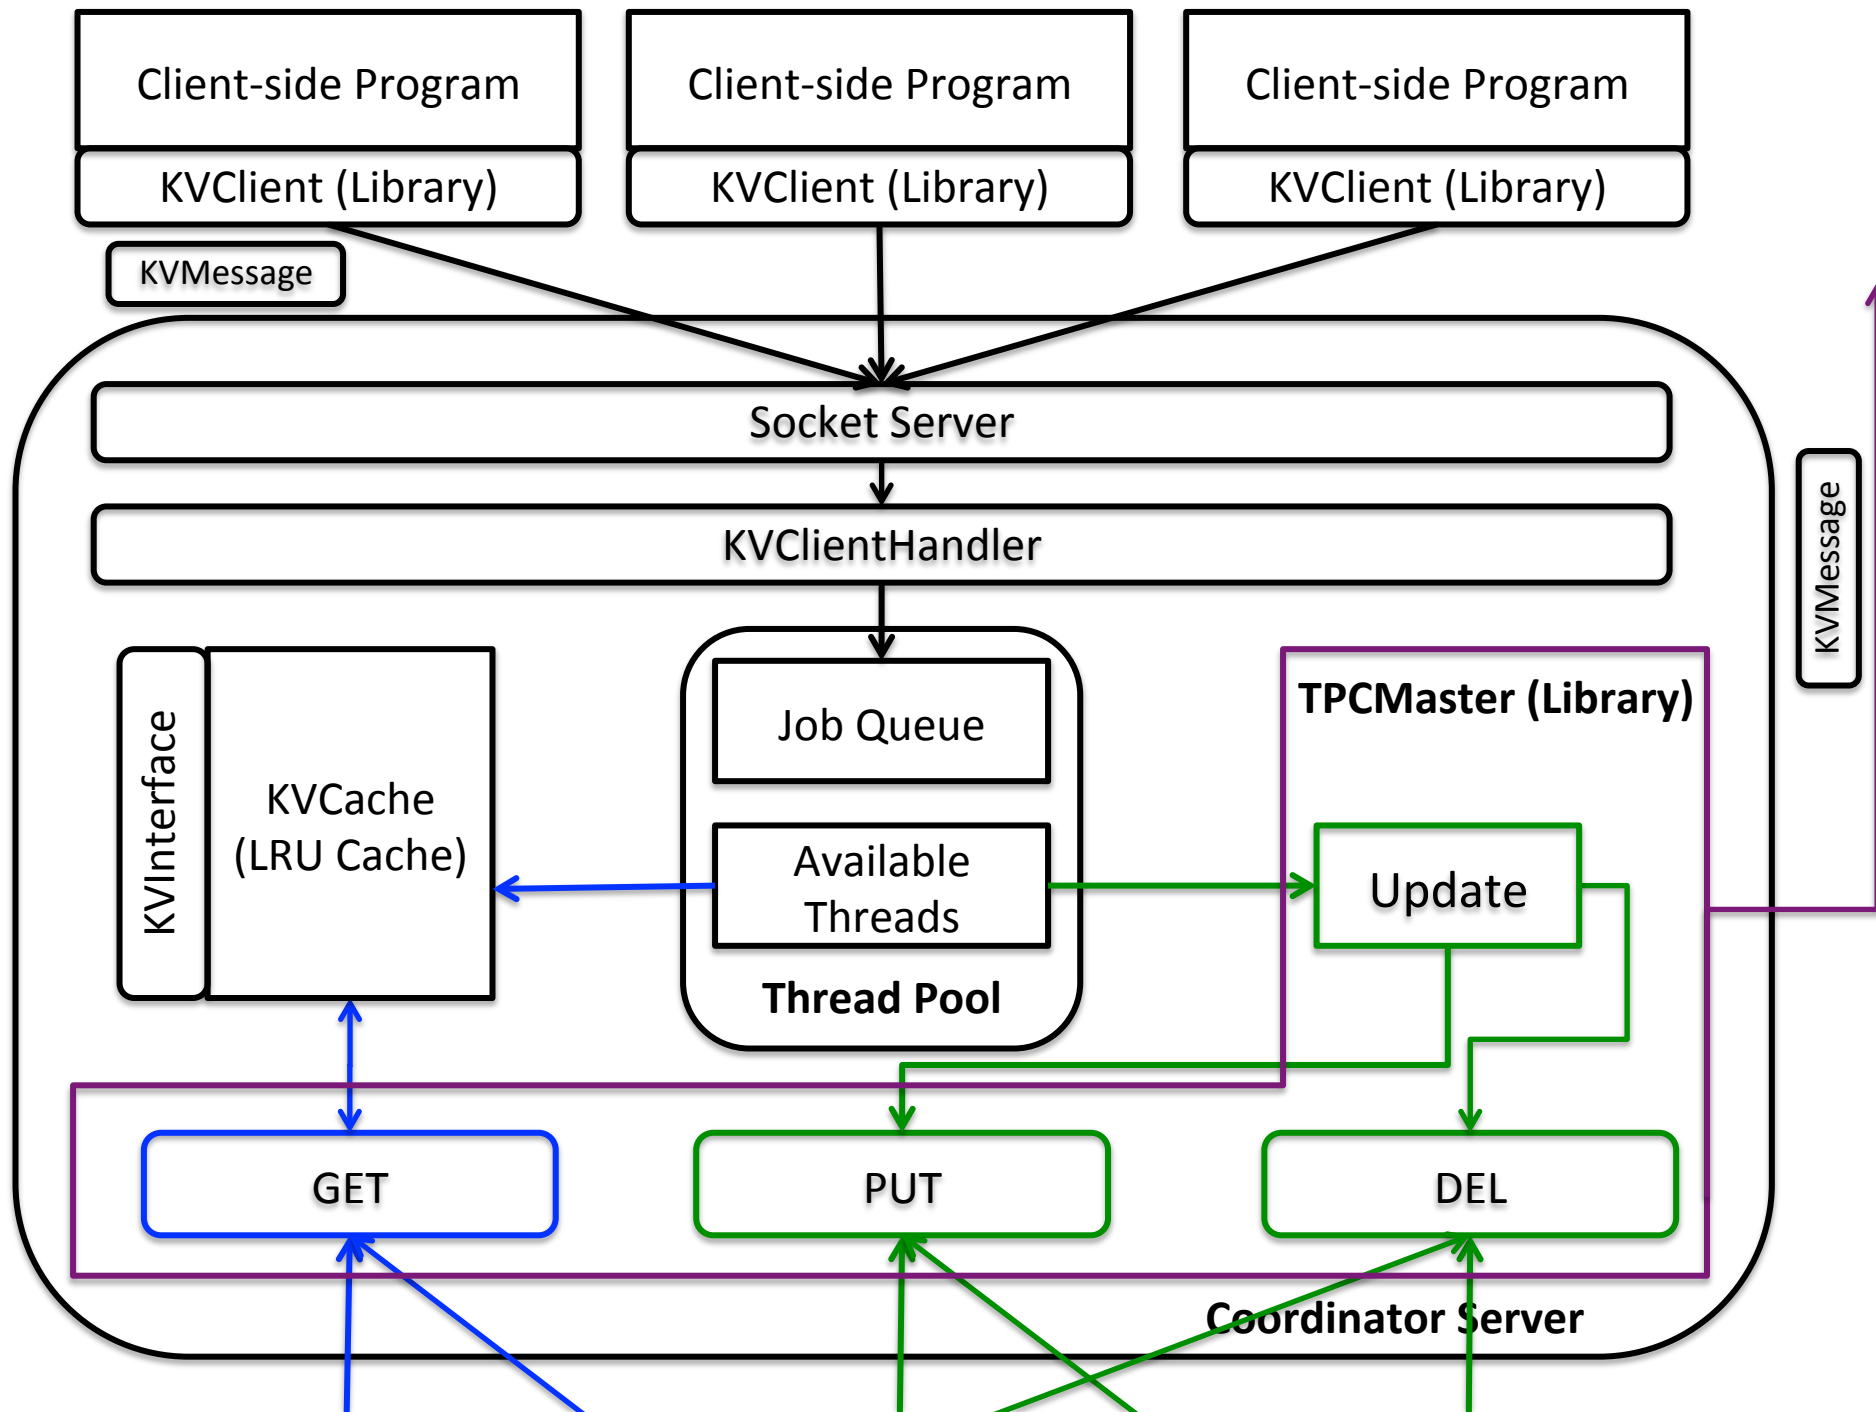 Client-side Program
Client-side Program
Client-side Program
KVClient (Library)
KVClient (Library)
KVClient (Library)
KVMessage
Socket Server
KVClientHandler
KVMessage
KVInterface
KVCache
(LRU Cache)
Job Queue
Available
Threads
Thread Pool
TPCMaster (Library)
Update
GET
PUT
DEL
Coordinator Server